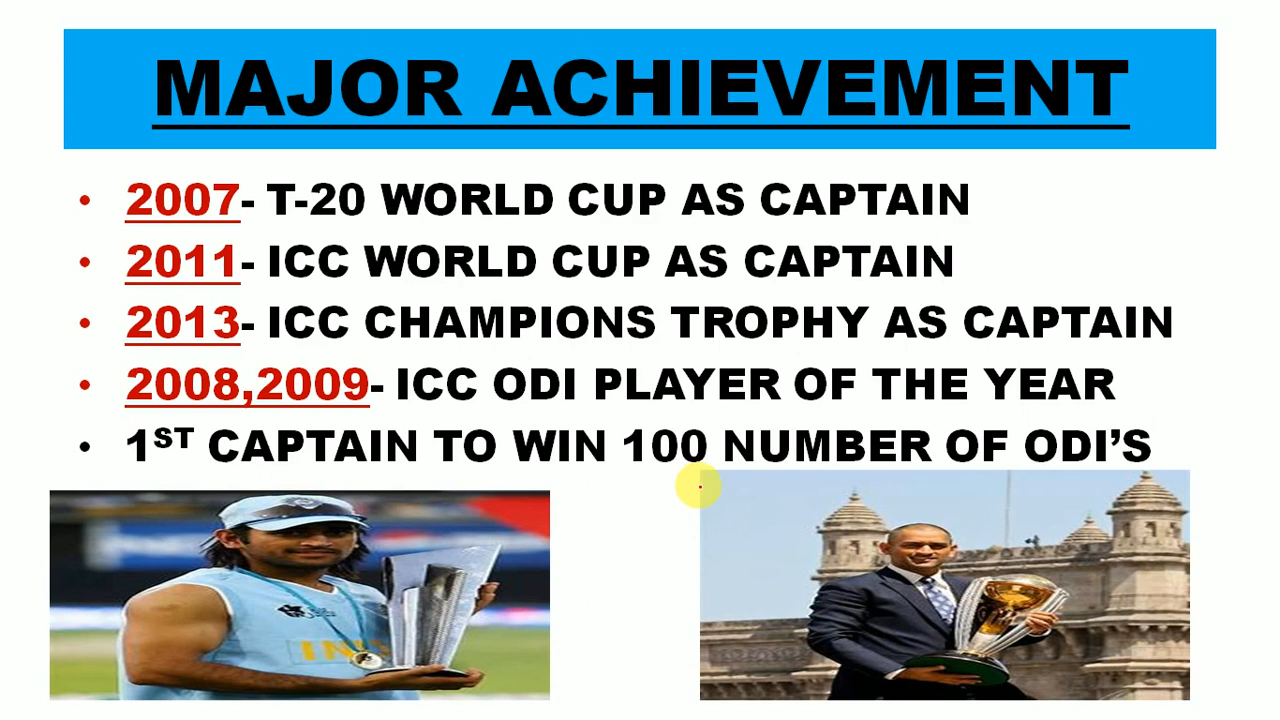 MAJOR ACHIEVEMENT
• 2007- T-20 WORLD CUP AS CAPTAIN
• 2011- ICC WORLD CUP AS CAPTAIN
• 2013- ICC CHAMPIONS TROPHY AS CAPTAIN
• 2008,2009- ICC ODI PLAYER OF THE YEAR
• 1ST CAPTAIN TO WIN 100 NUMBER OF ODI’S